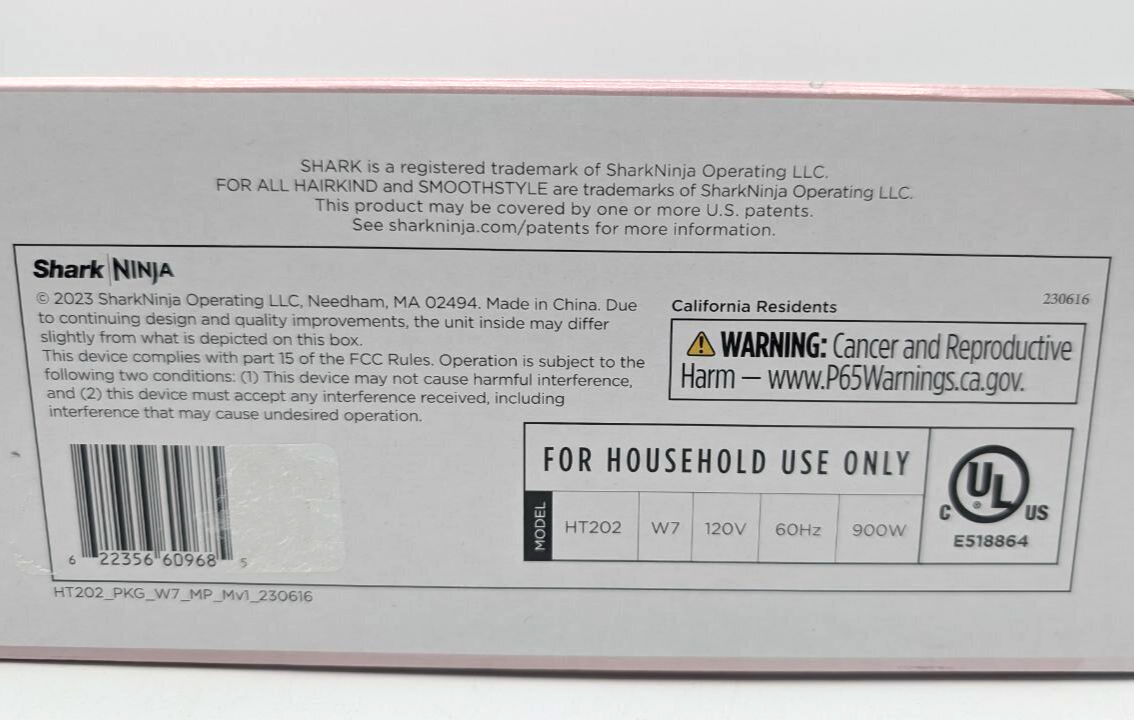 SHARK is a registered trademark of SharkNinja Operating LLC.
FOR ALL HAIRKIND and SMOOTHSTYLE are trademarks of SharkNinja Operating LLC.
This product may be covered by one or more U.S. patents.
See sharkninja.com/patents for more information.
Shark NINJA
© 2023 SharkNinja Operating LLC, Needham, MA 02494. Made in China. Due
to continuing design and quality improvements, the unit inside may differ
slightly from what is depicted on this box.
This device complies with part 15 of the FCC Rules. Operation is subject to the
following two conditions: (1) This device may not cause harmful interference,
and (2) this device must accept any interference received, including
interference that may cause undesired operation.
California Residents
230616
WARNING: Cancer and Reproductive
Harm — www.P65Warnings.ca.gov.
FOR HOUSEHOLD USE ONLY
MODEL HT202 W7 120V 60Hz 900W
C UL ® US
E518864
6 22356 60968 5
HT202_PKG_W7_MP_Mv1_230616